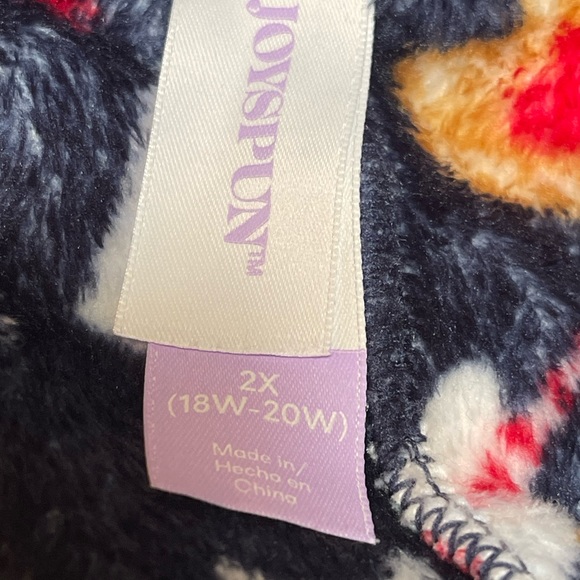 JOYSPUN™
2X
(18W-20W)
Made in/
Hecho en
China